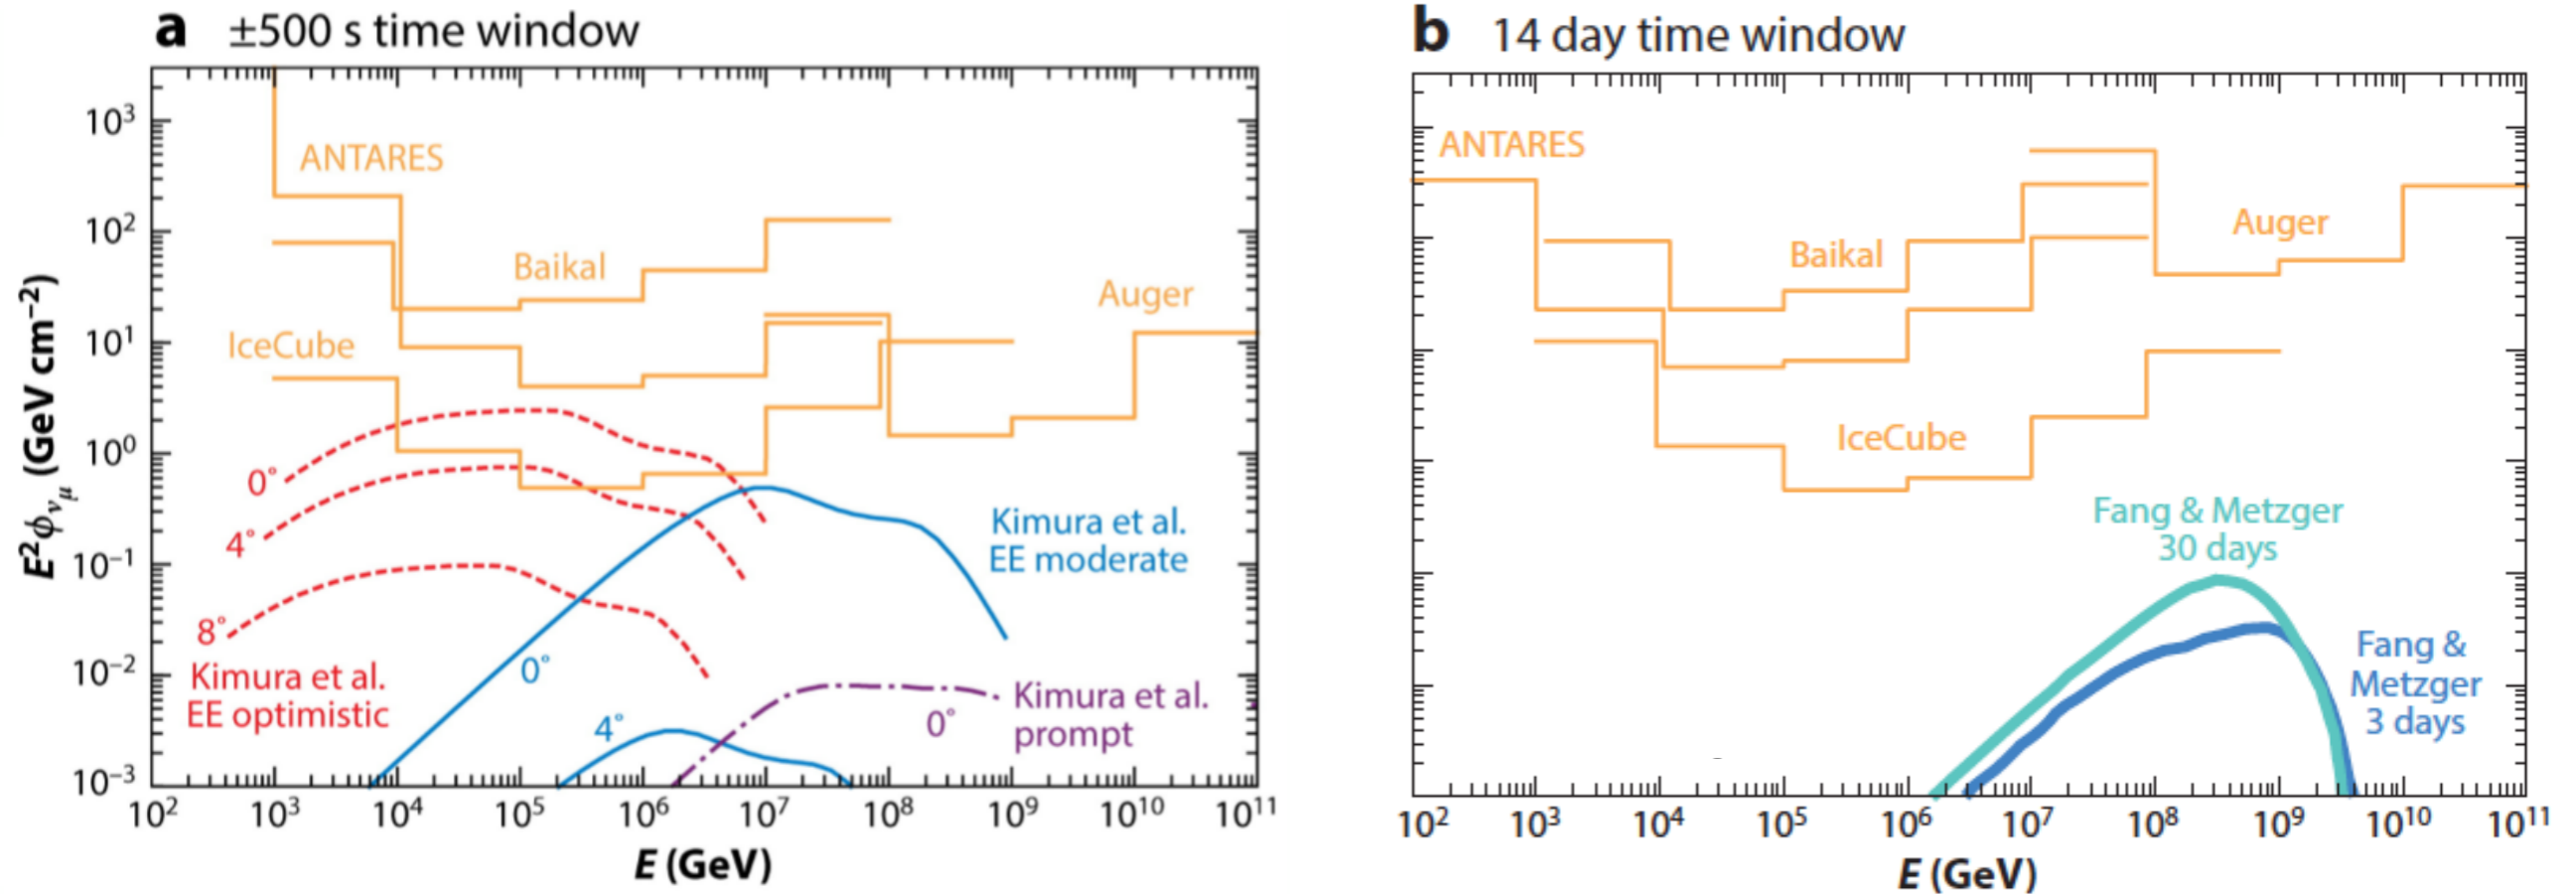 a ±500 s time window
10³
10²
10¹
10⁰
10⁻¹
10⁻²
10⁻³
E²ϕνμ (GeV cm⁻²)
ANTARES
Baikal
Auger
IceCube
0°
4°
8°
Kimura et al.
EE optimistic
0°
4°
Kimura et al.
EE moderate
0°
Kimura et al.
prompt
10² 10³ 10⁴ 10⁵ 10⁶ 10⁷ 10⁸ 10⁹ 10¹⁰ 10¹¹
E (GeV)
b 14 day time window
ANTARES
Baikal
Auger
IceCube
Fang & Metzger
30 days
Fang &
Metzger
3 days
10² 10³ 10⁴ 10⁵ 10⁶ 10⁷ 10⁸ 10⁹ 10¹⁰ 10¹¹
E (GeV)